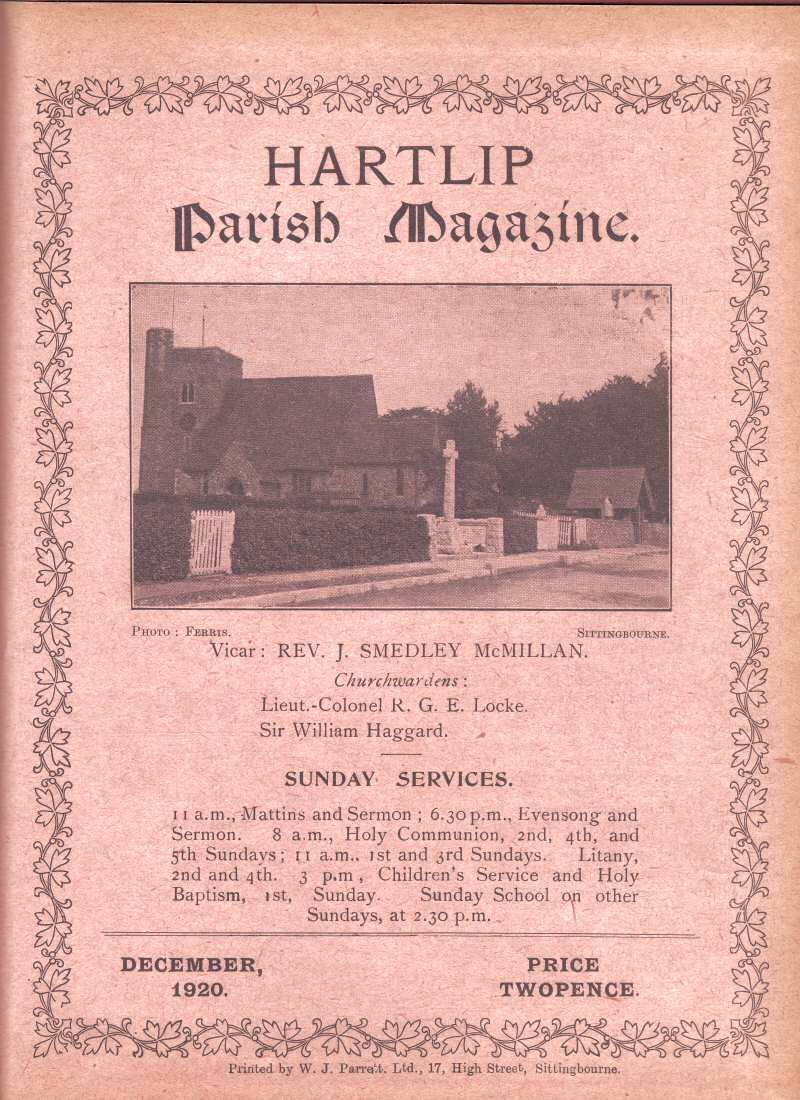 HARTLIP
Parish Magazine.
PHOTO : FERRIS. SITTINGBOURNE.
Vicar : REV. J. SMEDLEY McMILLAN.
Churchwardens :
Lieut.-Colonel R. G. E. Locke.
Sir William Haggard.
SUNDAY SERVICES.
11 a.m., Mattins and Sermon ; 6.30 p.m., Evensong and
Sermon. 8 a.m., Holy Communion, 2nd, 4th, and
5th Sundays ; 11 a.m.. 1st and 3rd Sundays. Litany,
2nd and 4th. 3 p.m , Children's Service and Holy
Baptism, 1st, Sunday. Sunday School on other
Sundays, at 2.30 p.m.
DECEMBER, PRICE
1920. TWOPENCE.
Printed by W. J. Parrett. Ltd., 17, High Street, Sittingbourne.